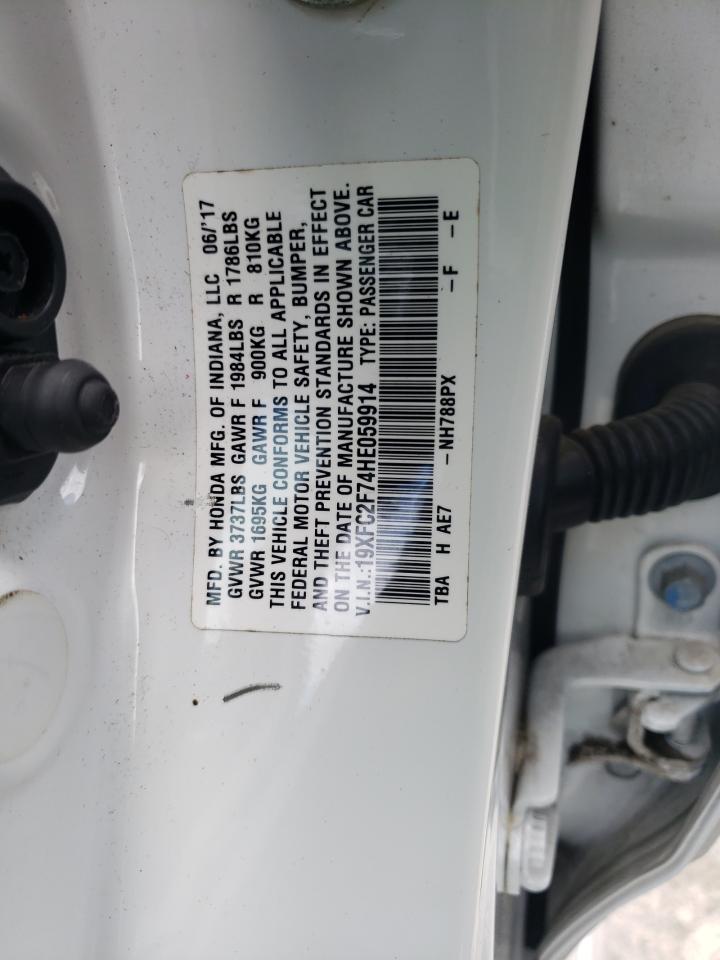 MFD. BY HONDA MFG. OF INDIANA, LLC 06/'17
GVWR 3737LBS GAWR F 1984LBS R 1786LBS
GVWR 1695KG GAWR F 900KG R 810KG
THIS VEHICLE CONFORMS TO ALL APPLICABLE
FEDERAL MOTOR VEHICLE SAFETY, BUMPER,
AND THEFT PREVENTION STANDARDS IN EFFECT
ON THE DATE OF MANUFACTURE SHOWN ABOVE.
V.I.N.:19XFC2F74HE059914 TYPE: PASSENGER CAR
TBA H AE7 – NH788PX –F –E